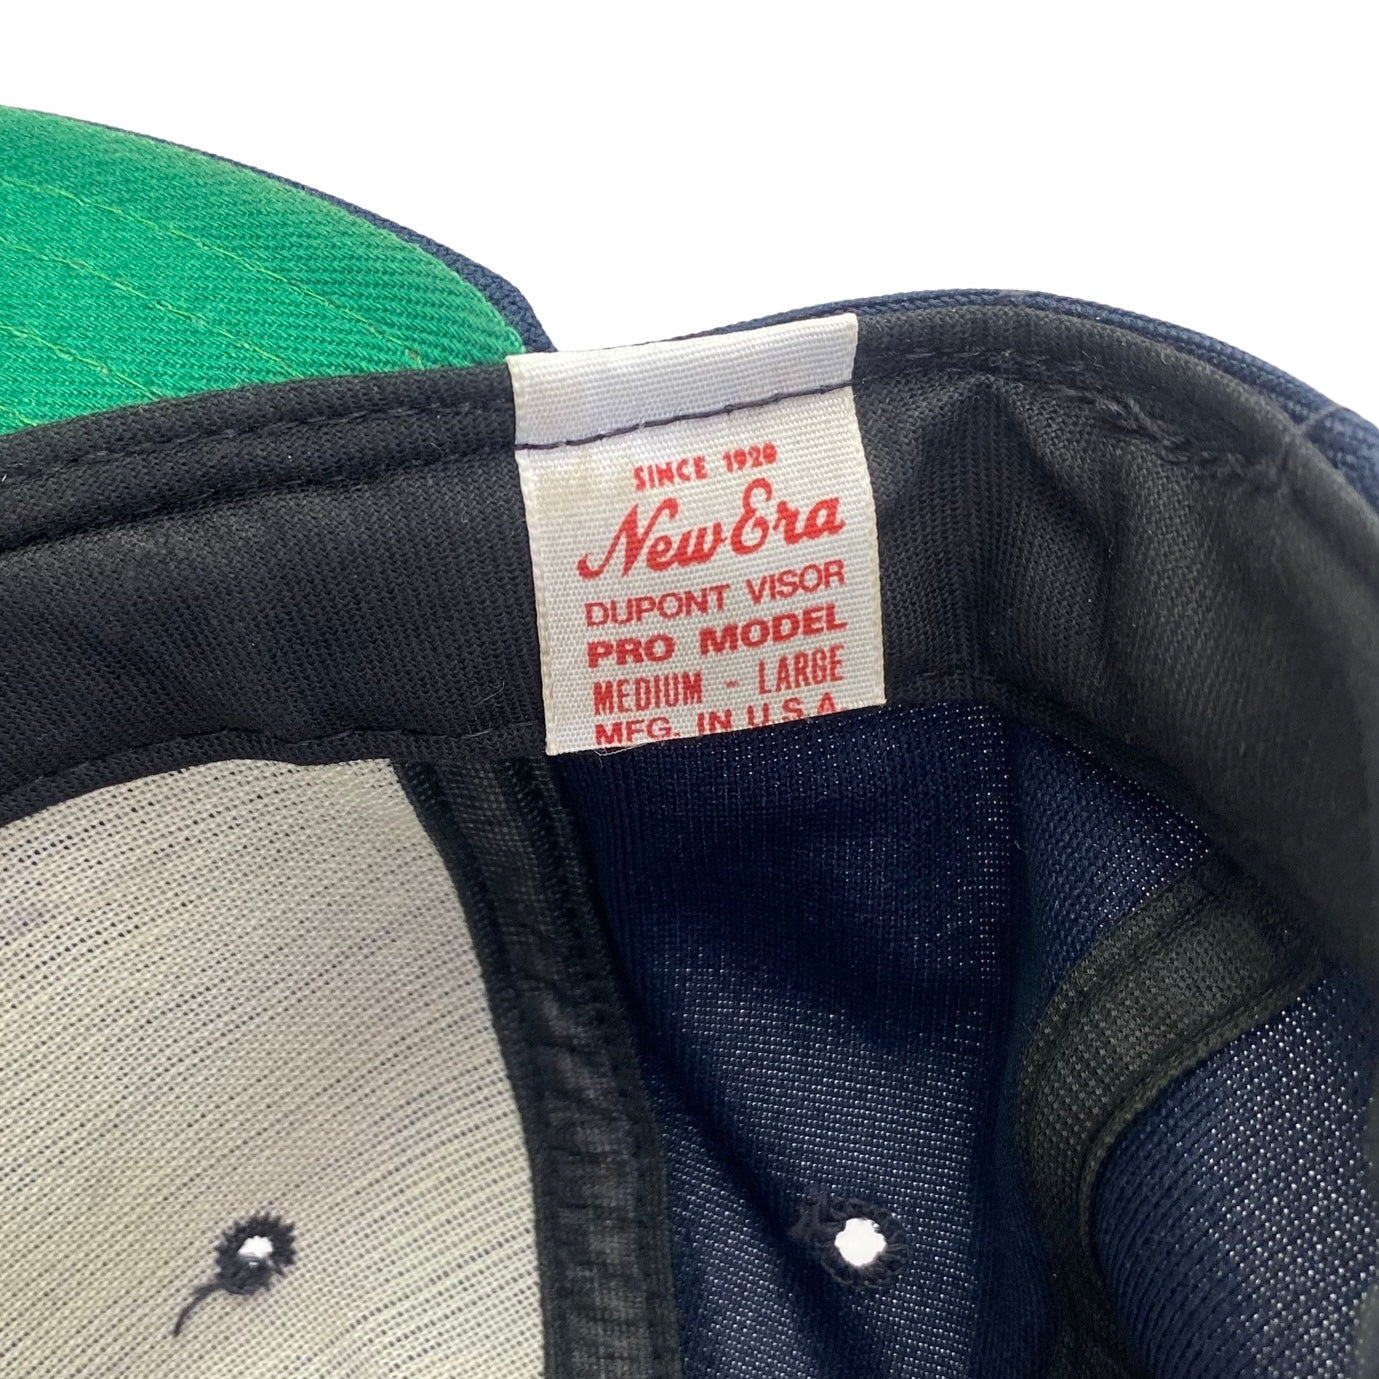 SINCE 1920
New Era
DUPONT VISOR
PRO MODEL
MEDIUM - LARGE
MFG. IN U.S.A.